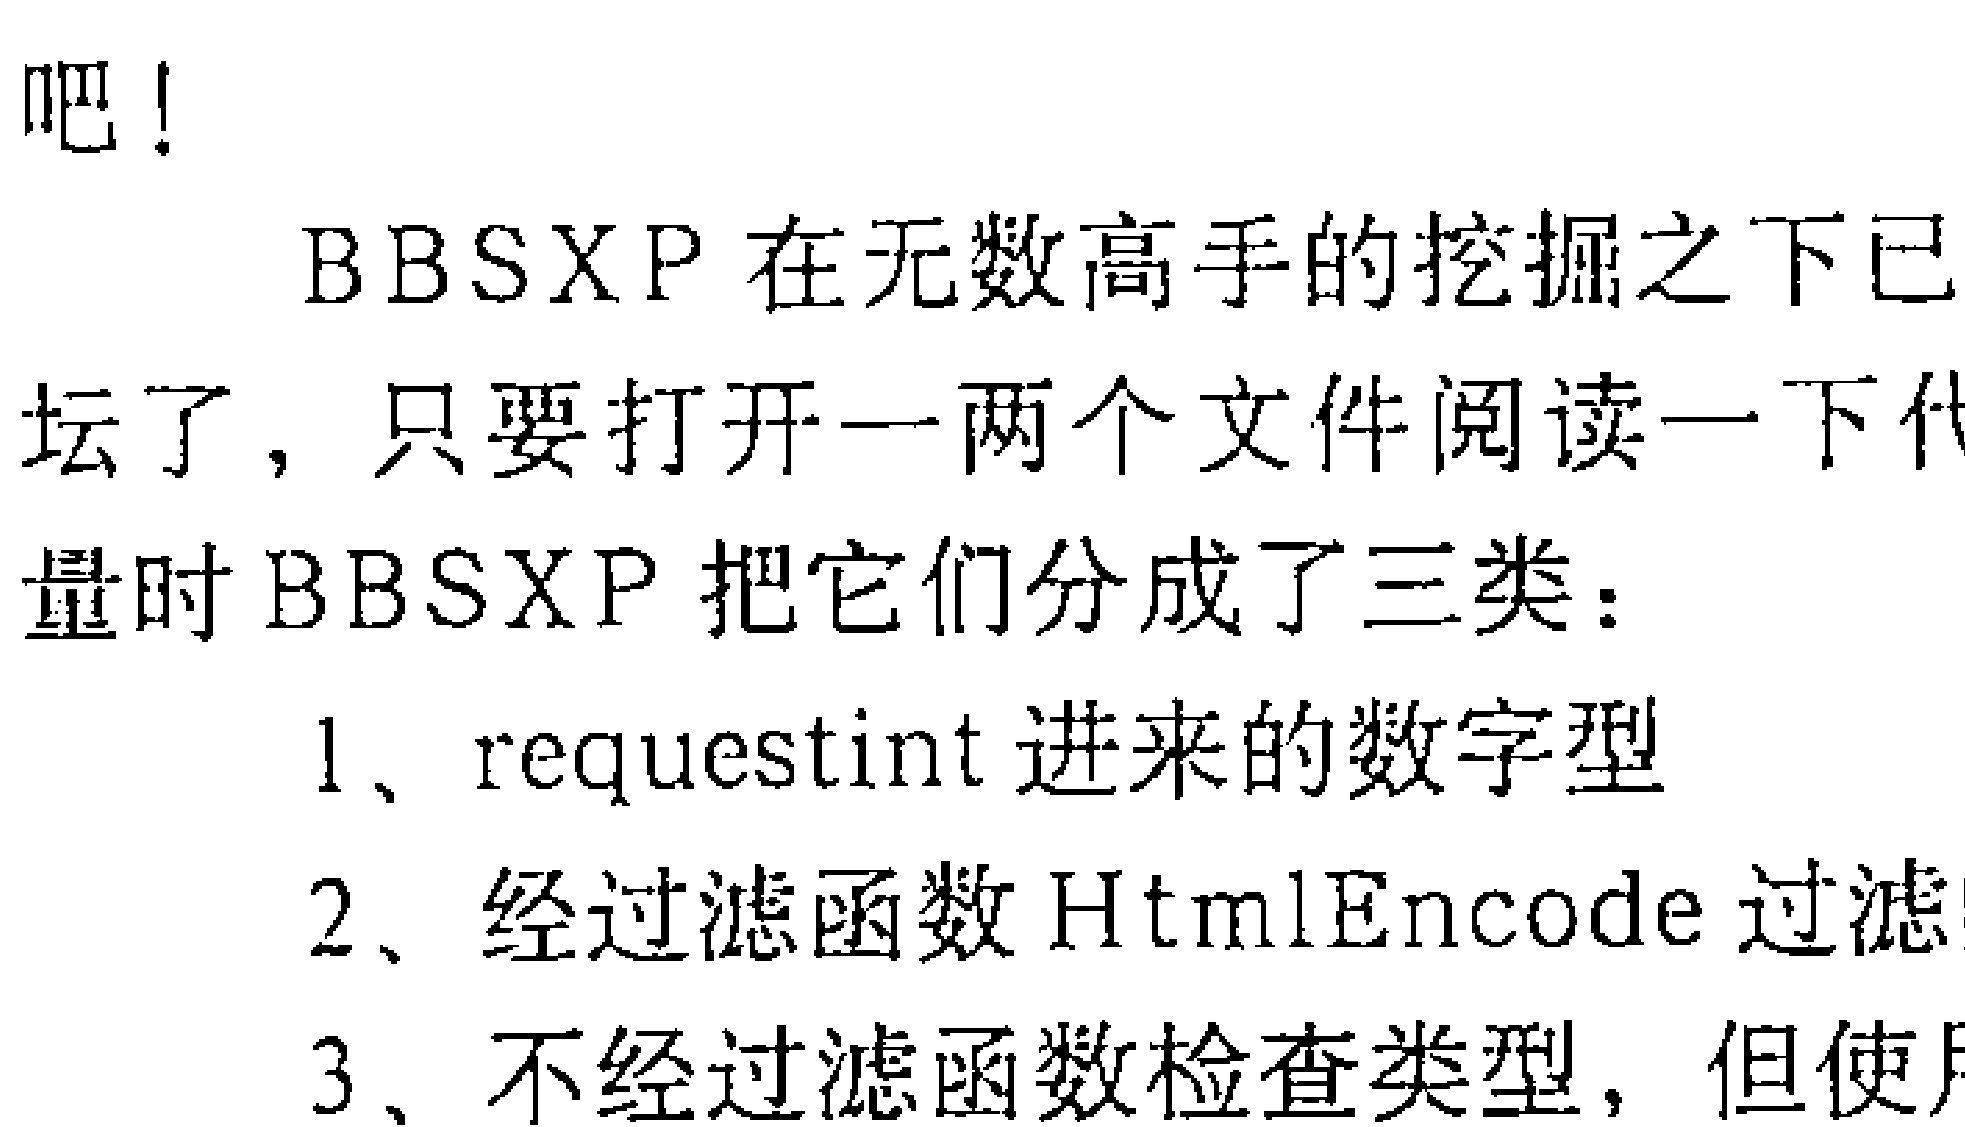 吧！
BBSXP 在无数高手的挖掘之下已
坛了，只要打开一两个文件阅读一下代
量时 BBSXP 把它们分成了三类：
1、requestint 进来的数字型
2、经过滤函数 HtmlEncode 过滤
3、不经过滤函数检查类型，但使用